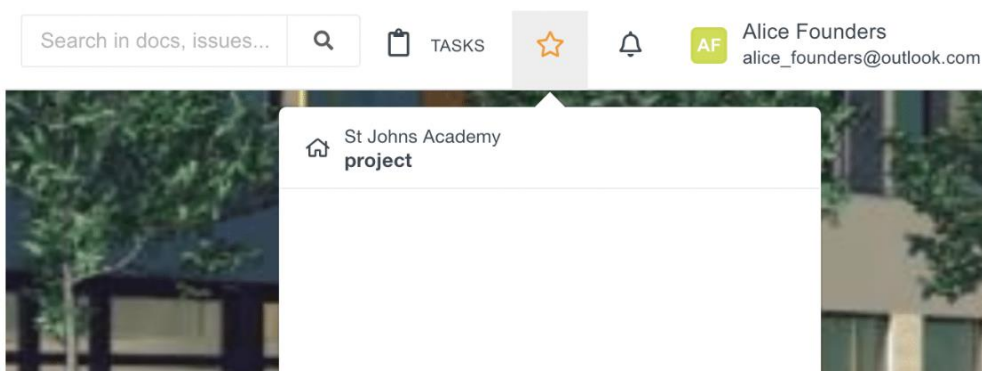 Search in docs, issues...
TASKS
AF
Alice Founders
alice_founders@outlook.com
St Johns Academy
project